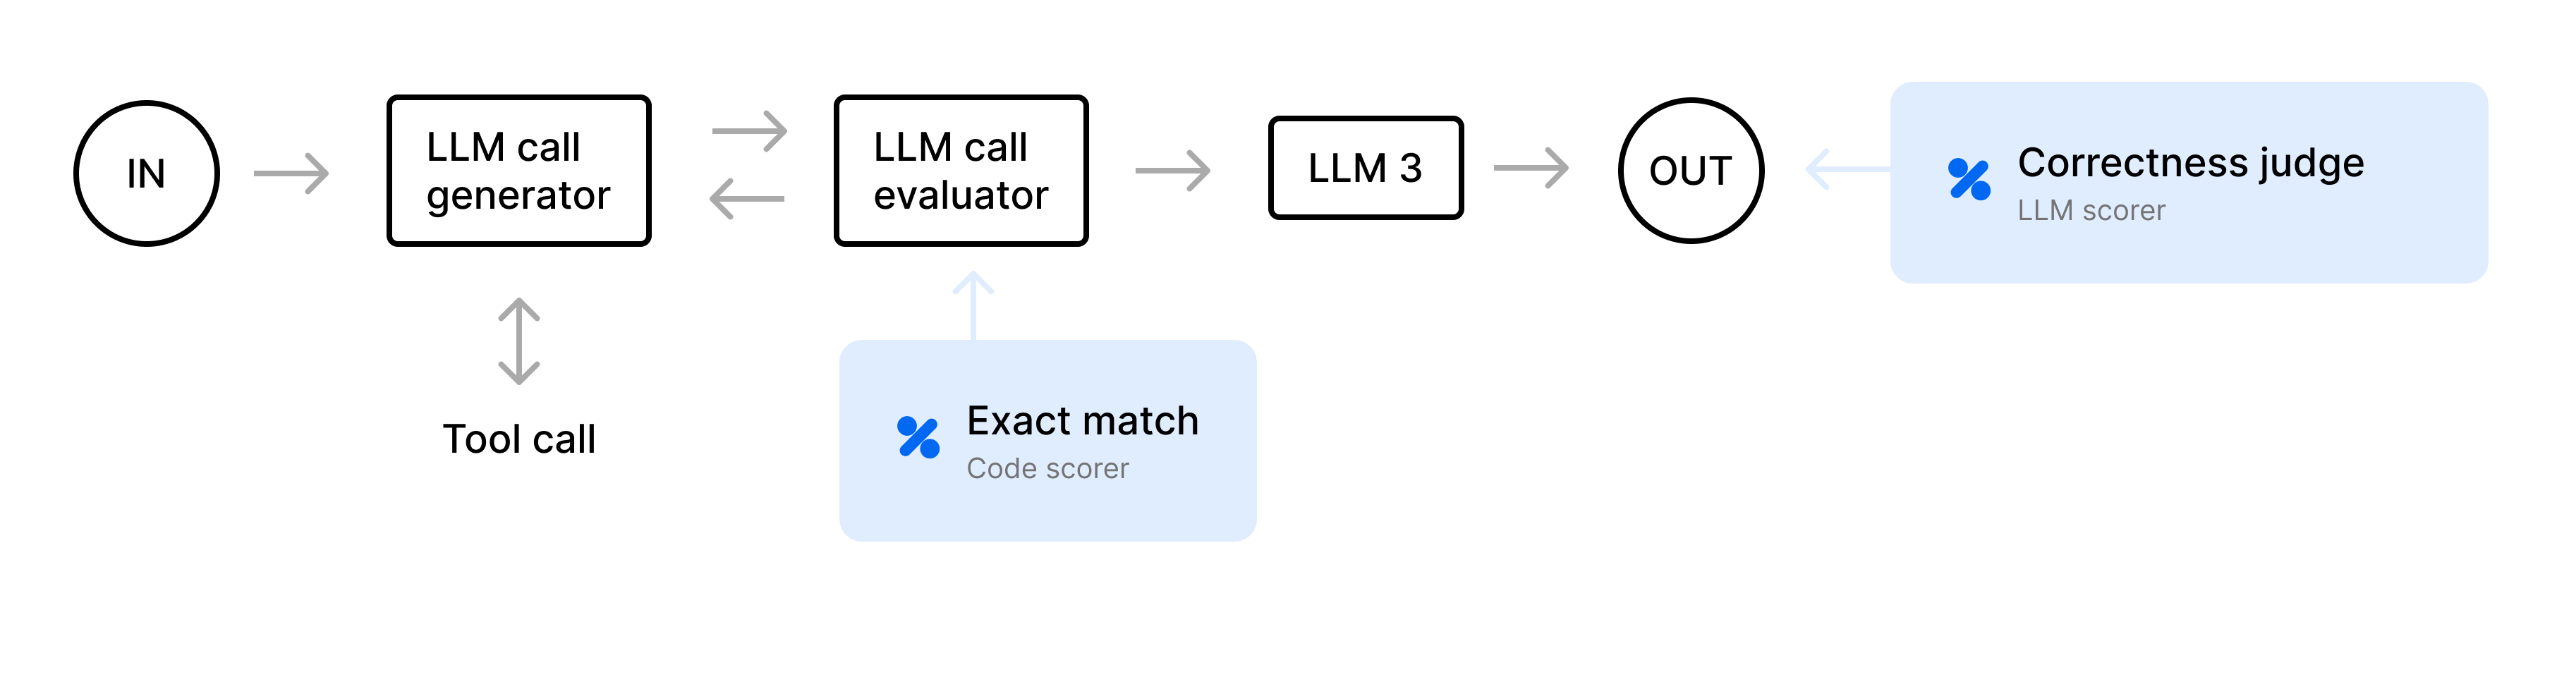 IN
LLM call
generator
LLM call
evaluator
LLM 3
OUT
Correctness judge
LLM scorer
Tool call
Exact match
Code scorer